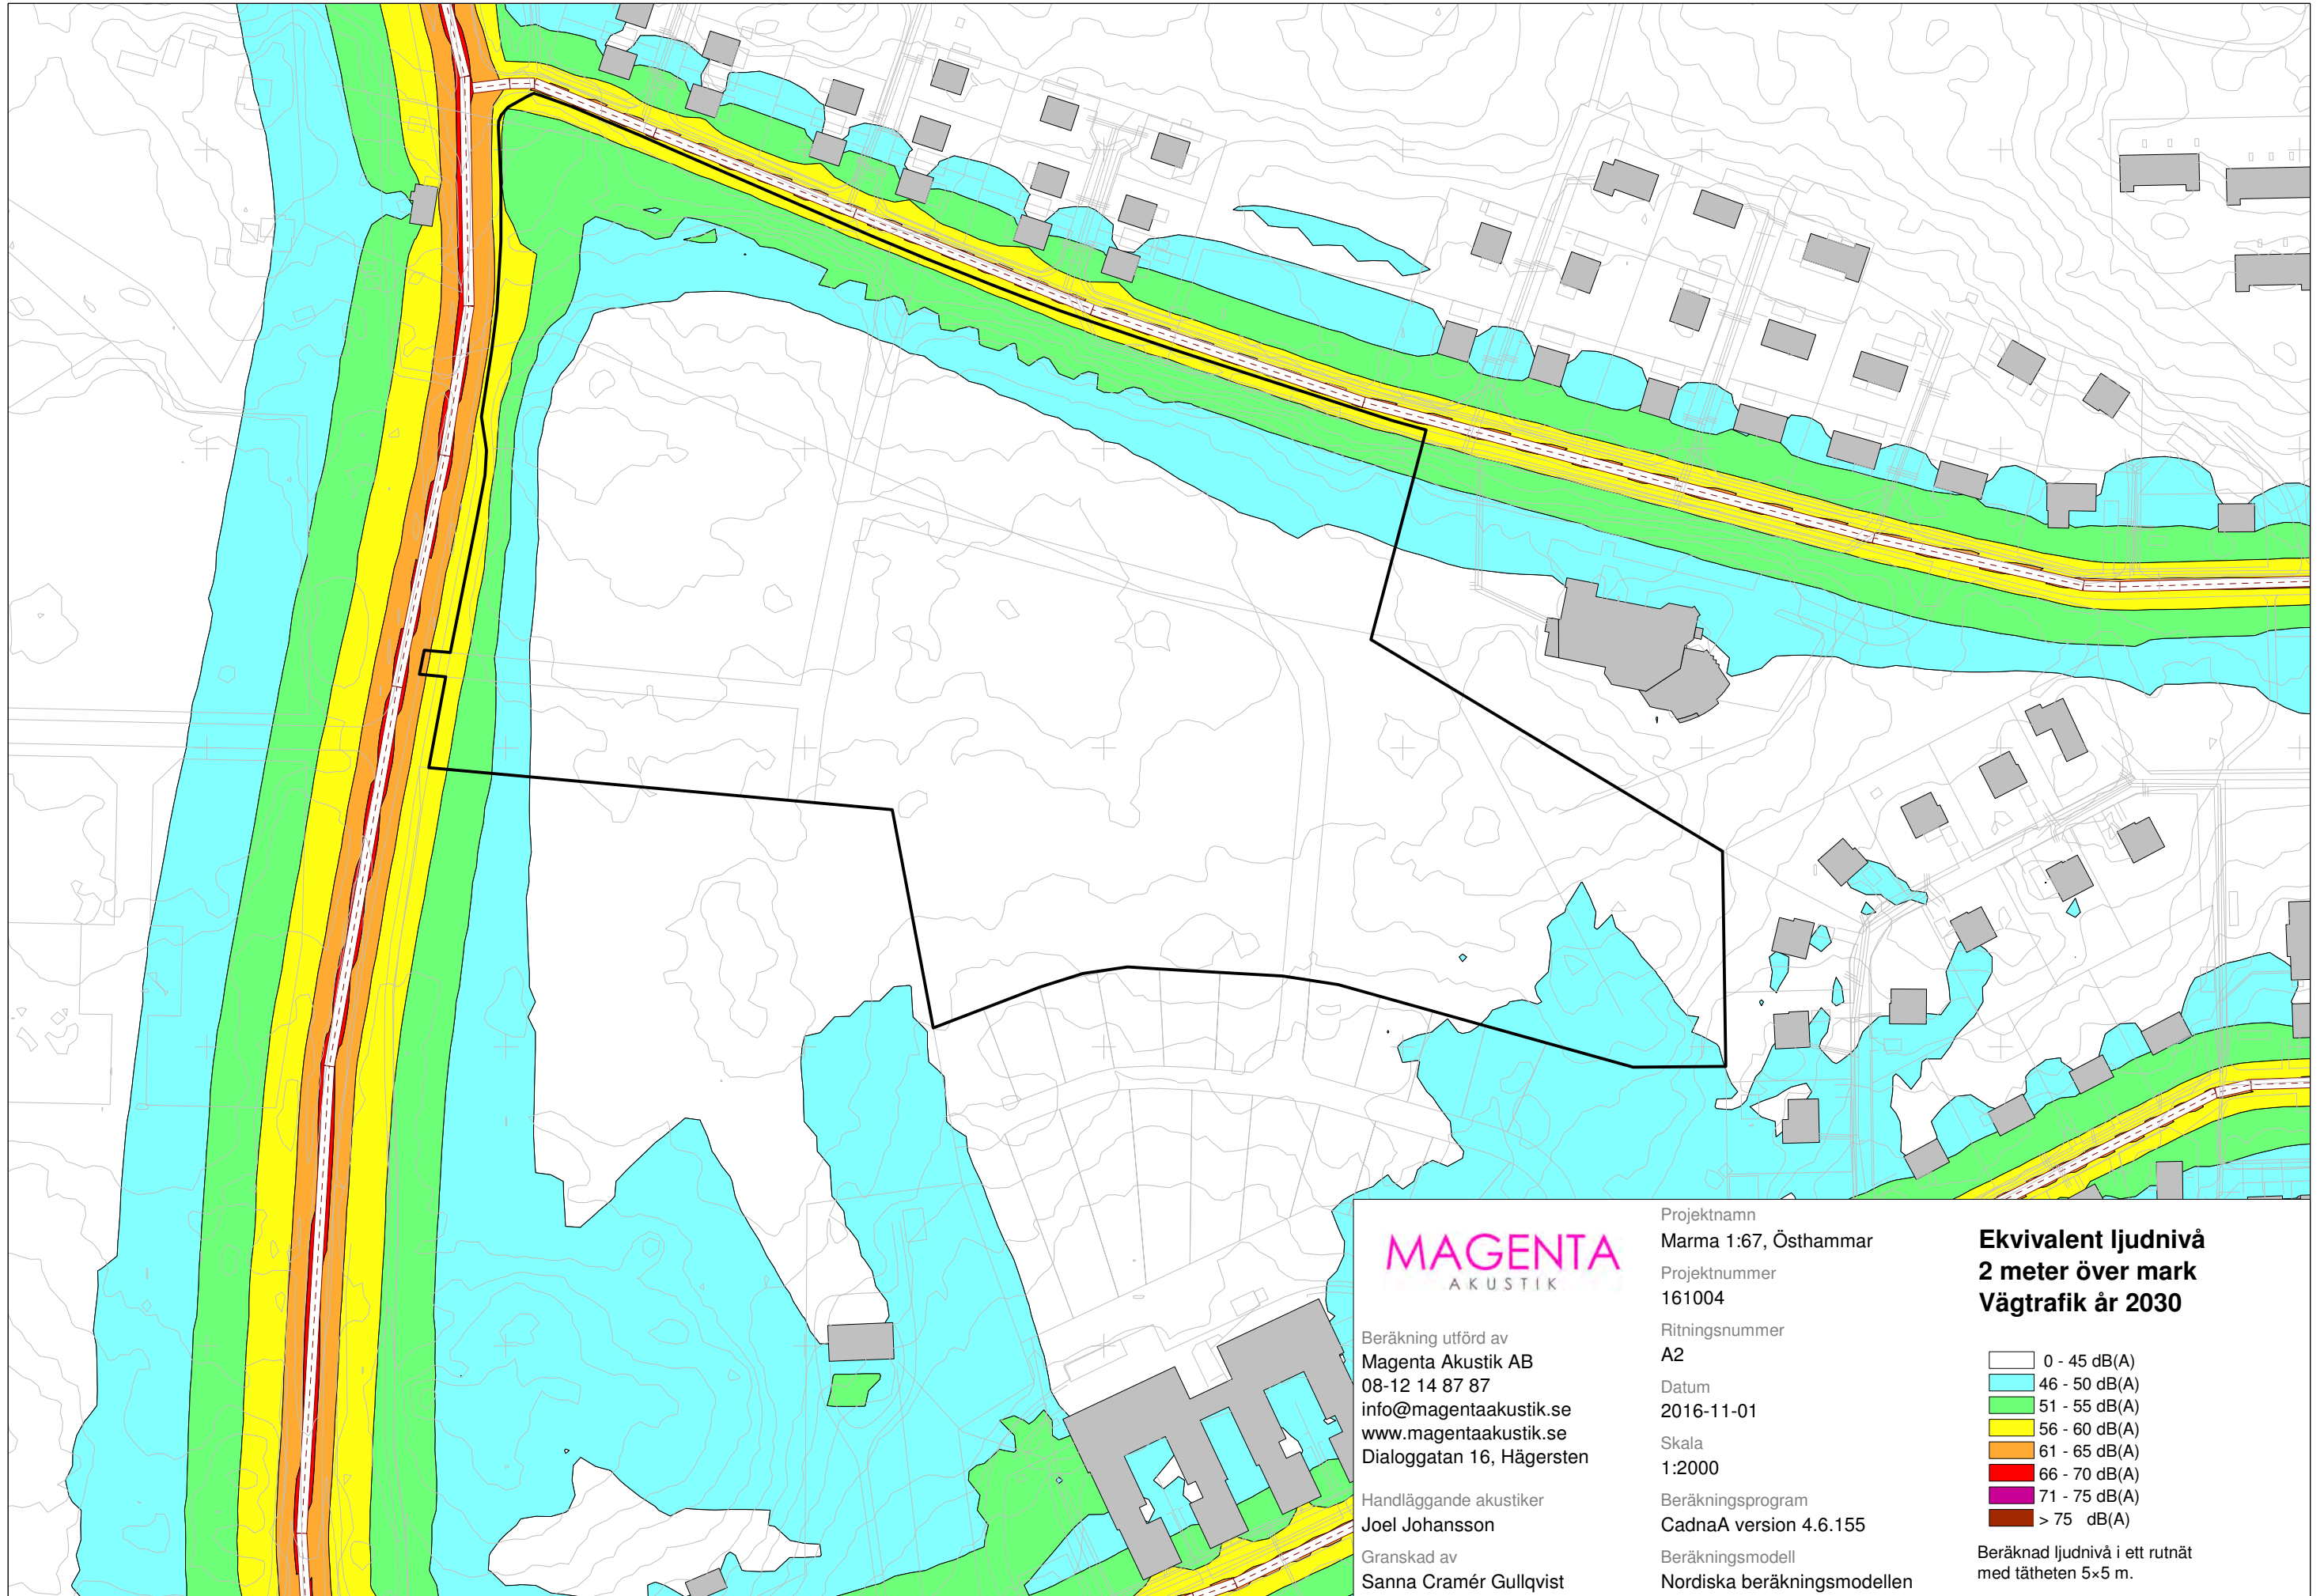 MAGENTA
AKUSTIK
Beräkning utförd av
Magenta Akustik AB
08-12 14 87 87
info@magentaakustik.se
www.magentaakustik.se
Dialoggatan 16, Hägersten
Handläggande akustiker
Joel Johansson
Granskad av
Sanna Cramér Gullqvist
Projektnamn
Marma 1:67, Östhammar
Projektnummer
161004
Ritningsnummer
A2
Datum
2016-11-01
Skala
1:2000
Beräkningsprogram
CadnaA version 4.6.155
Beräkningsmodell
Nordiska beräkningsmodellen
Ekvivalent ljudnivå
2 meter över mark
Vägtrafik år 2030
0 - 45 dB(A)
46 - 50 dB(A)
51 - 55 dB(A)
56 - 60 dB(A)
61 - 65 dB(A)
66 - 70 dB(A)
71 - 75 dB(A)
> 75 dB(A)
Beräknad ljudnivå i ett rutnät
med tätheten 5×5 m.